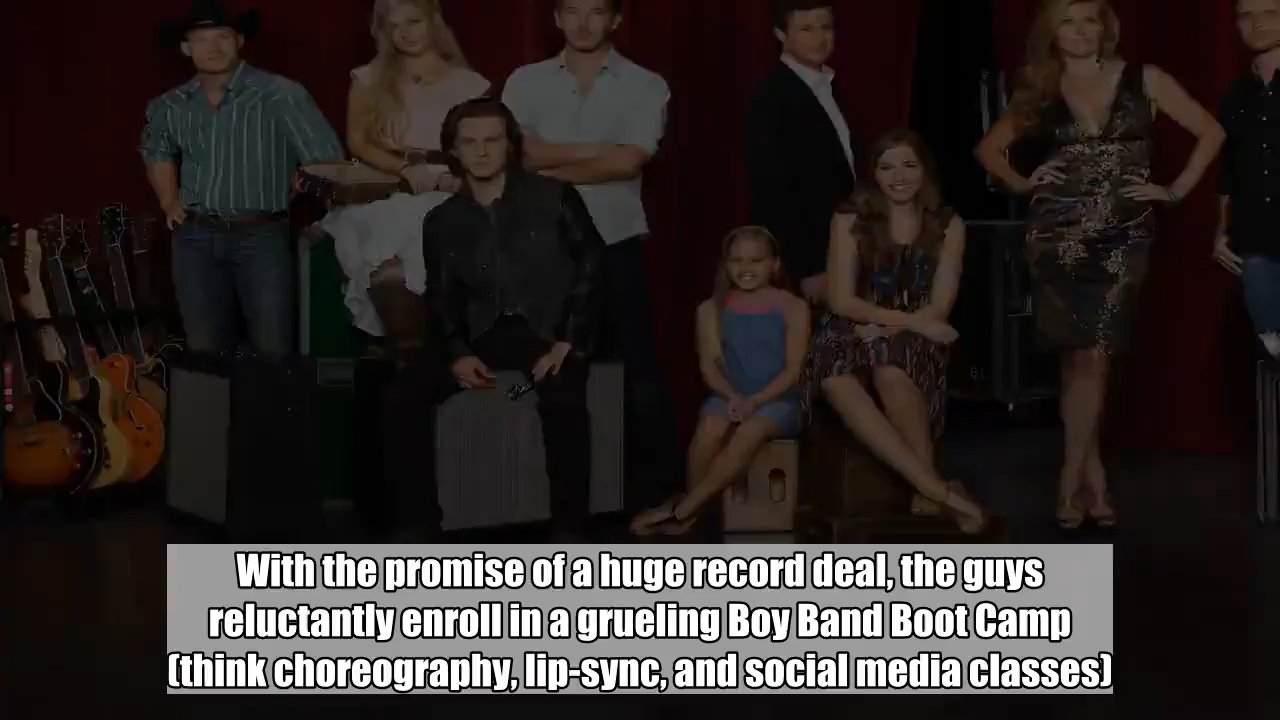 With the promise of a huge record deal, the guys
reluctantly enroll in a grueling Boy Band Boot Camp
(think choreography, lip-sync, and social media classes)